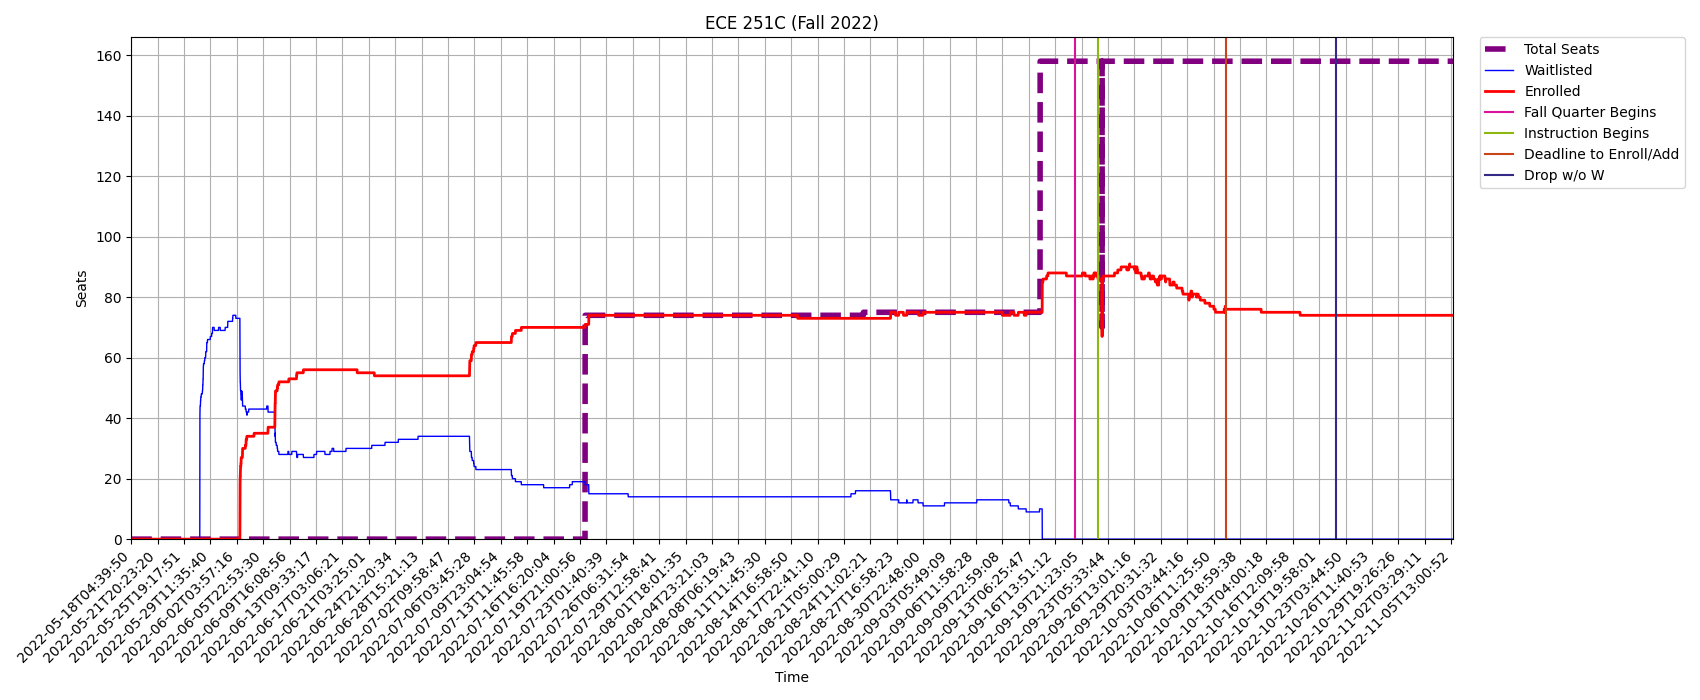 ECE 251C (Fall 2022)
160
140
120
100
80
60
40
20
0
Seats
2022-05-18T04:39:50
2022-05-21T20:23:20
2022-05-25T19:17:51
2022-05-29T11:35:40
2022-06-02T03:57:16
2022-06-05T22:53:30
2022-06-09T16:08:56
2022-06-13T09:33:17
2022-06-17T03:06:21
2022-06-21T03:25:01
2022-06-24T21:20:34
2022-06-28T15:21:13
2022-07-02T09:58:47
2022-07-06T03:45:28
2022-07-09T23:04:54
2022-07-13T11:45:58
2022-07-16T16:20:04
2022-07-19T21:00:56
2022-07-23T01:40:39
2022-07-26T06:31:54
2022-07-29T12:58:41
2022-08-01T18:01:35
2022-08-04T23:21:03
2022-08-08T06:19:43
2022-08-11T11:45:30
2022-08-14T16:58:50
2022-08-17T22:41:10
2022-08-21T05:00:29
2022-08-24T11:02:21
2022-08-27T16:58:23
2022-08-30T22:48:00
2022-09-03T05:49:09
2022-09-06T11:58:28
2022-09-09T22:59:08
2022-09-13T06:25:47
2022-09-16T13:51:12
2022-09-19T21:23:05
2022-09-23T05:33:44
2022-09-26T13:01:16
2022-09-29T20:31:32
2022-10-03T03:44:16
2022-10-06T11:25:50
2022-10-09T18:59:38
2022-10-13T04:00:18
2022-10-16T12:09:58
2022-10-19T19:58:01
2022-10-23T03:44:50
2022-10-26T11:40:53
2022-10-29T19:26:26
2022-11-02T03:29:11
2022-11-05T13:00:52
Time
Total Seats
Waitlisted
Enrolled
Fall Quarter Begins
Instruction Begins
Deadline to Enroll/Add
Drop w/o W